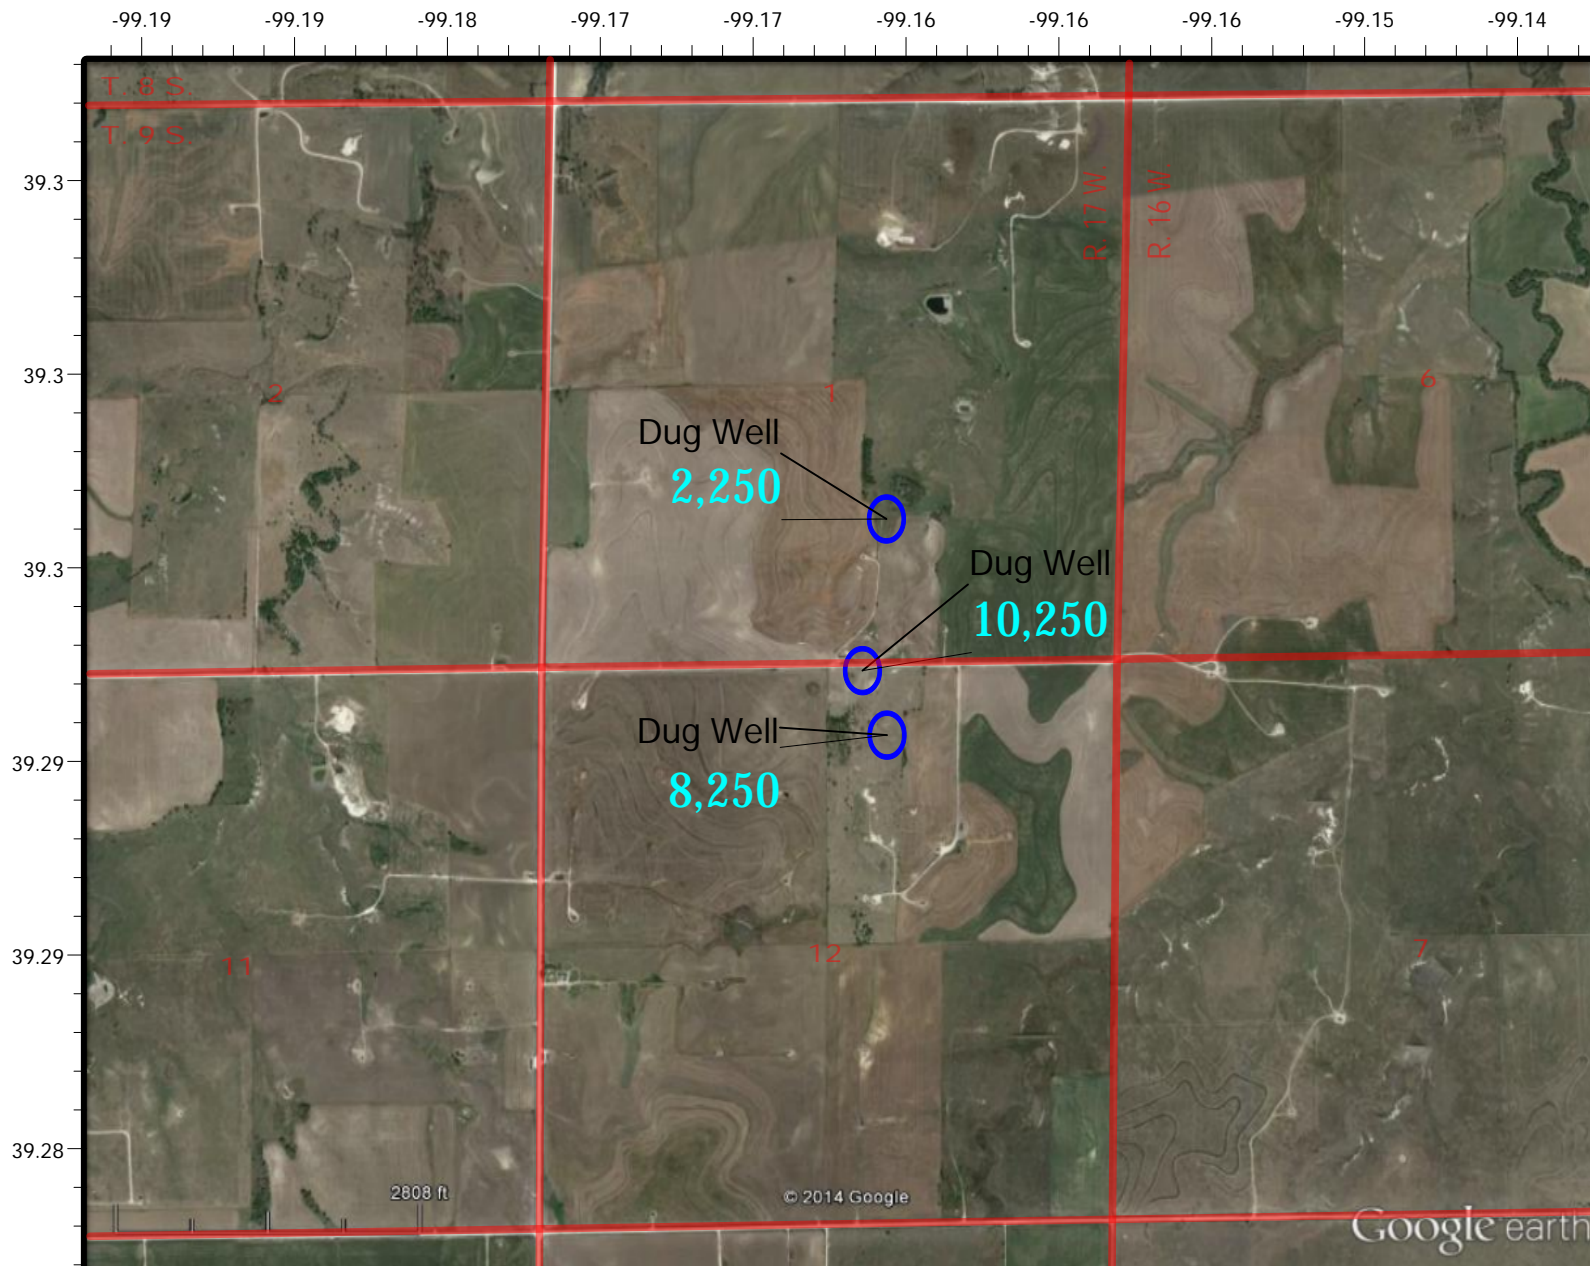 -99.19 -99.19 -99.18 -99.17 -99.17 -99.16 -99.16 -99.16 -99.15 -99.14
T. 8 S.
T. 9 S.
39.3
R. 17 W.
R. 16 W.
39.3
2
1
6
Dug Well
2,250
39.3
Dug Well
10,250
Dug Well
39.29
8,250
39.29
11
12
7
39.28
2808 ft
© 2014 Google
Google earth